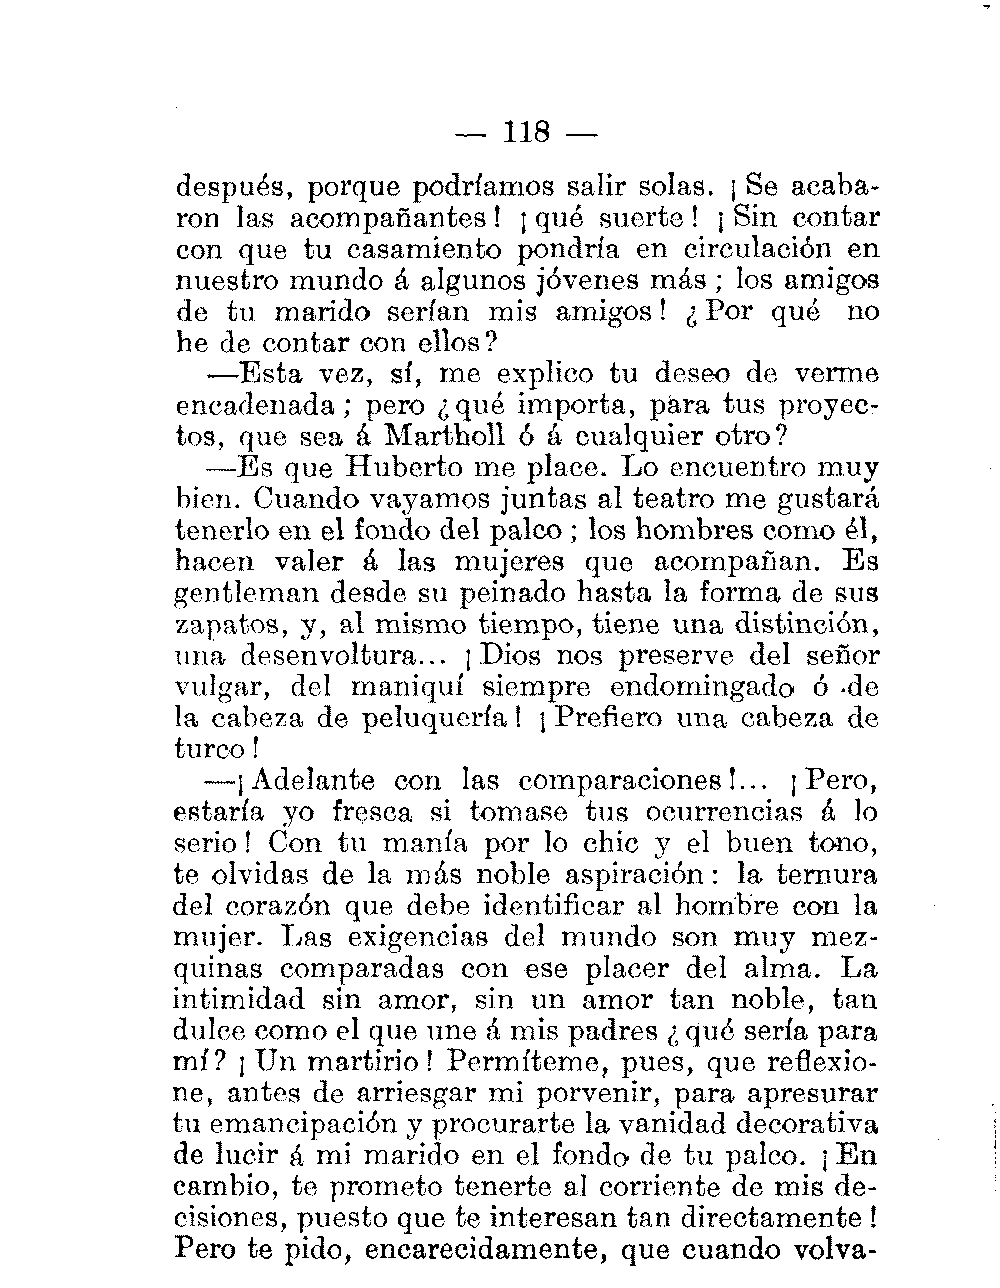 — 118 —
después, porque podríamos salir solas. ¡Se acaba-
ron las acompañantes! ¡qué suerte! ¡Sin contar
con que tu casamiento pondría en circulación en
nuestro mundo á algunos jóvenes más; los amigos
de tu marido serían mis amigos! ¿Por qué no
he de contar con ellos?
—Esta vez, sí, me explico tu deseo de verme
encadenada; pero ¿qué importa, para tus proyec-
tos, que sea á Martholl ó á cualquier otro?
—Es que Huberto me place. Lo encuentro muy
bien. Cuando vayamos juntas al teatro me gustará
tenerlo en el fondo del palco; los hombres como él,
hacen valer á las mujeres que acompañan. Es
gentleman desde su peinado hasta la forma de sus
zapatos, y, al mismo tiempo, tiene una distinción,
una desenvoltura... ¡Dios nos preserve del señor
vulgar, del maniquí siempre endomingado ó de
la cabeza de peluquería! ¡Prefiero una cabeza de
turco!
—¡Adelante con las comparaciones!... ¡Pero,
estaría yo fresca si tomase tus ocurrencias á lo
serio! Con tu manía por lo chic y el buen tono,
te olvidas de la más noble aspiración: la ternura
del corazón que debe identificar al hombre con la
mujer. Las exigencias del mundo son muy mez-
quinas comparadas con ese placer del alma. La
intimidad sin amor, sin un amor tan noble, tan
dulce como el que une á mis padres ¿qué sería para
mí? ¡Un martirio! Permíteme, pues, que reflexio-
ne, antes de arriesgar mi porvenir, para apresurar
tu emancipación y procurarte la vanidad decorativa
de lucir á mi marido en el fondo de tu palco. ¡En
cambio, te prometo tenerte al corriente de mis de-
cisiones, puesto que te interesan tan directamente!
Pero te pido, encarecidamente, que cuando volva-